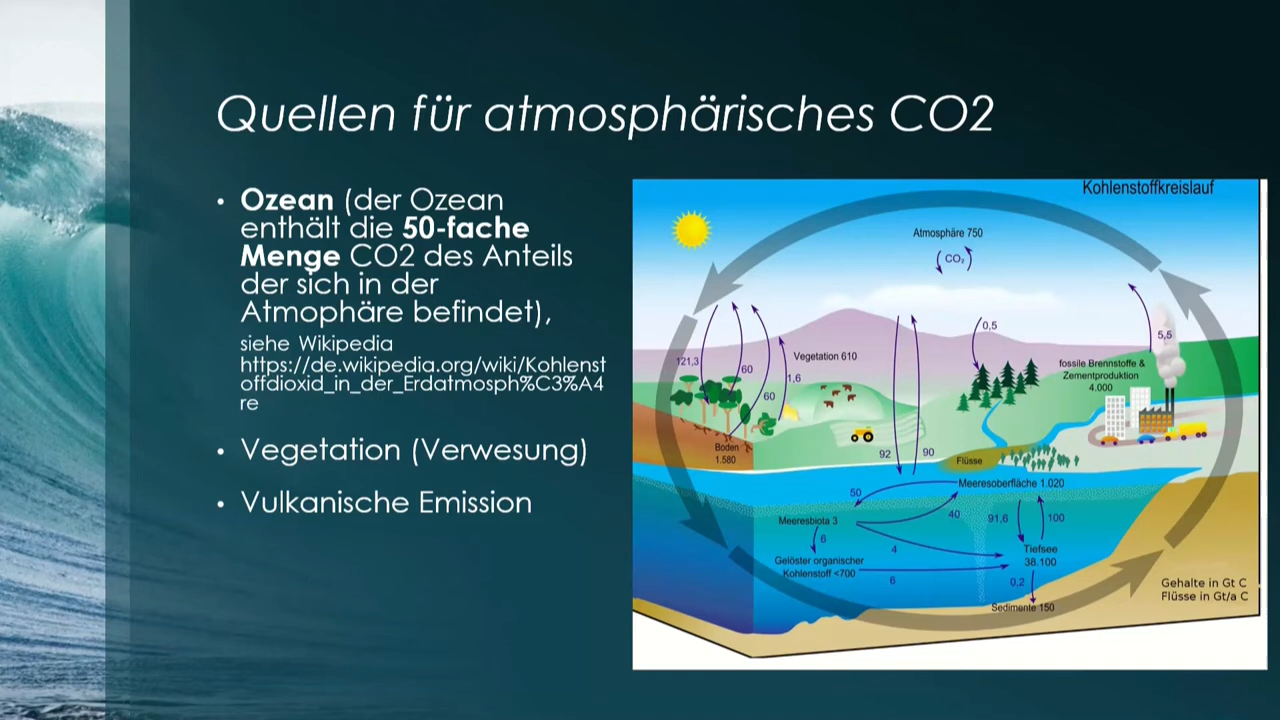 Quellen für atmosphärisches CO2
• Ozean (der Ozean
enthält die 50-fache
Menge CO2 des Anteils
der sich in der
Atmophäre befindet),
siehe Wikipedia
https://de.wikipedia.org/wiki/Kohlenst
offdioxid_in_der_Erdatmosph%C3%A4
re
• Vegetation (Verwesung)
• Vulkanische Emission
Kohlenstoffkreislauf
Atmosphäre 750
CO₂
0,5
5,5
121,3
60
60
1,6
Vegetation 610
fossile Brennstoffe &
Zementproduktion
4.000
Boden
1.580
92
90
Flüsse
Meeresoberfläche 1.020
50
40
91,6
100
Meeresbiota 3
6
4
Gelöster organischer
Kohlenstoff <700
6
Tiefsee
38.100
0,2
Sedimente 150
Gehalte in Gt C
Flüsse in Gt/a C